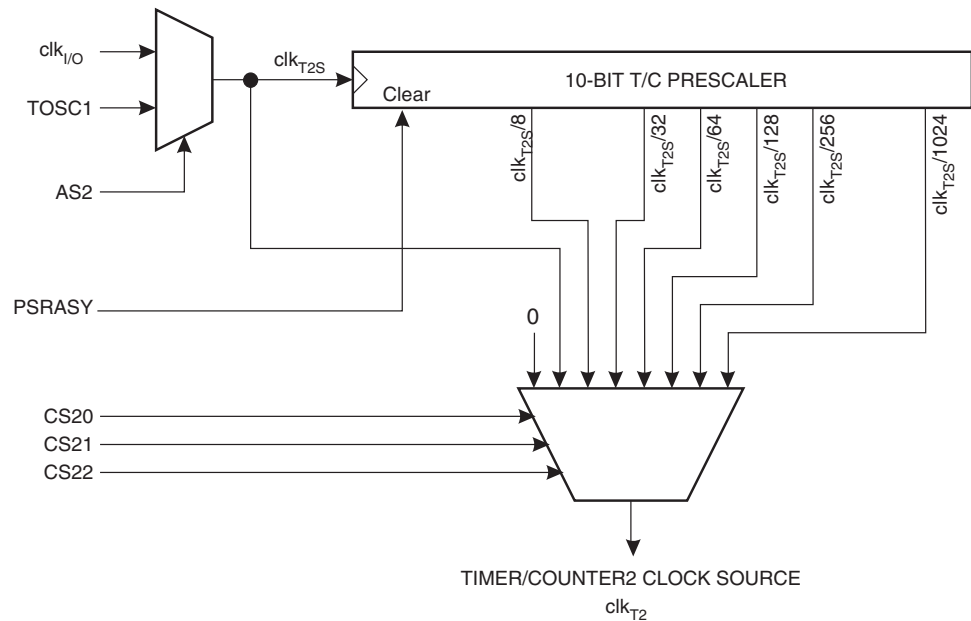 clkI/O
clkT2S
10-BIT T/C PRESCALER
TOSC1
Clear
clkT2S/8
clkT2S/32
clkT2S/64
clkT2S/128
clkT2S/256
clkT2S/1024
AS2
PSRASY
0
CS20
CS21
CS22
TIMER/COUNTER2 CLOCK SOURCE
clkT2